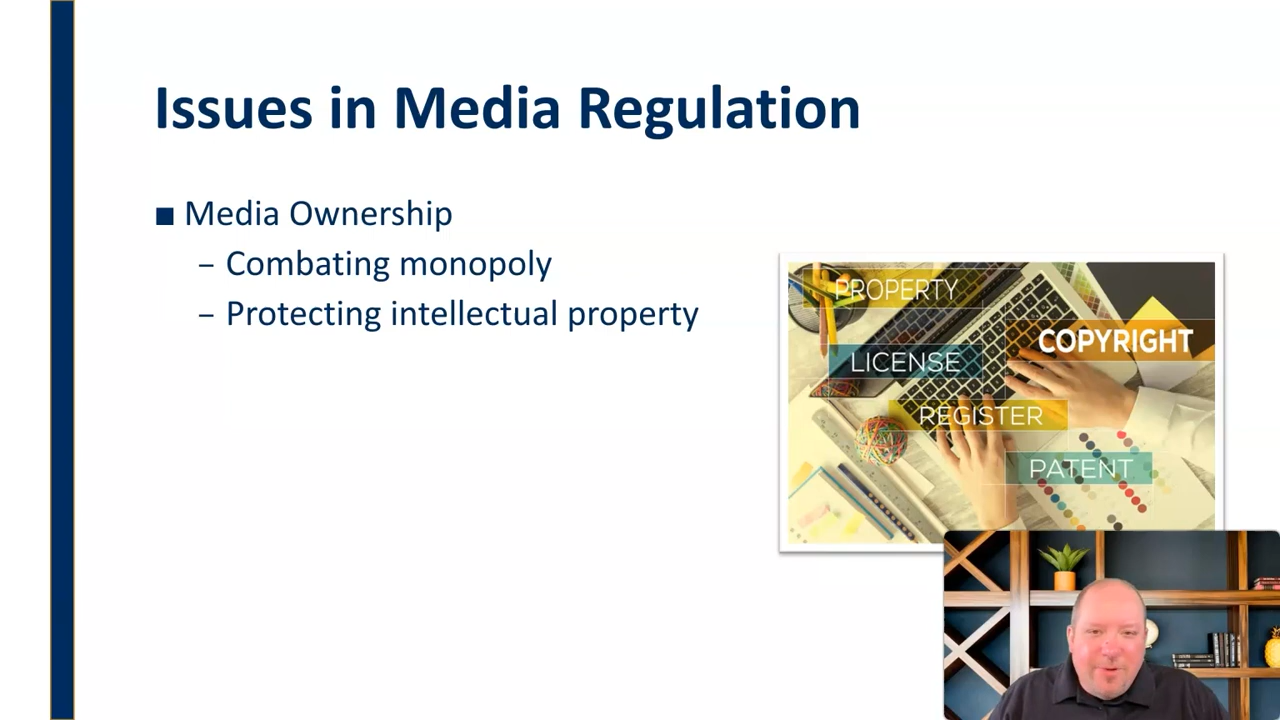 Issues in Media Regulation
■ Media Ownership
– Combating monopoly
– Protecting intellectual property
PROPERTY
COPYRIGHT
LICENSE
REGISTER
PATENT